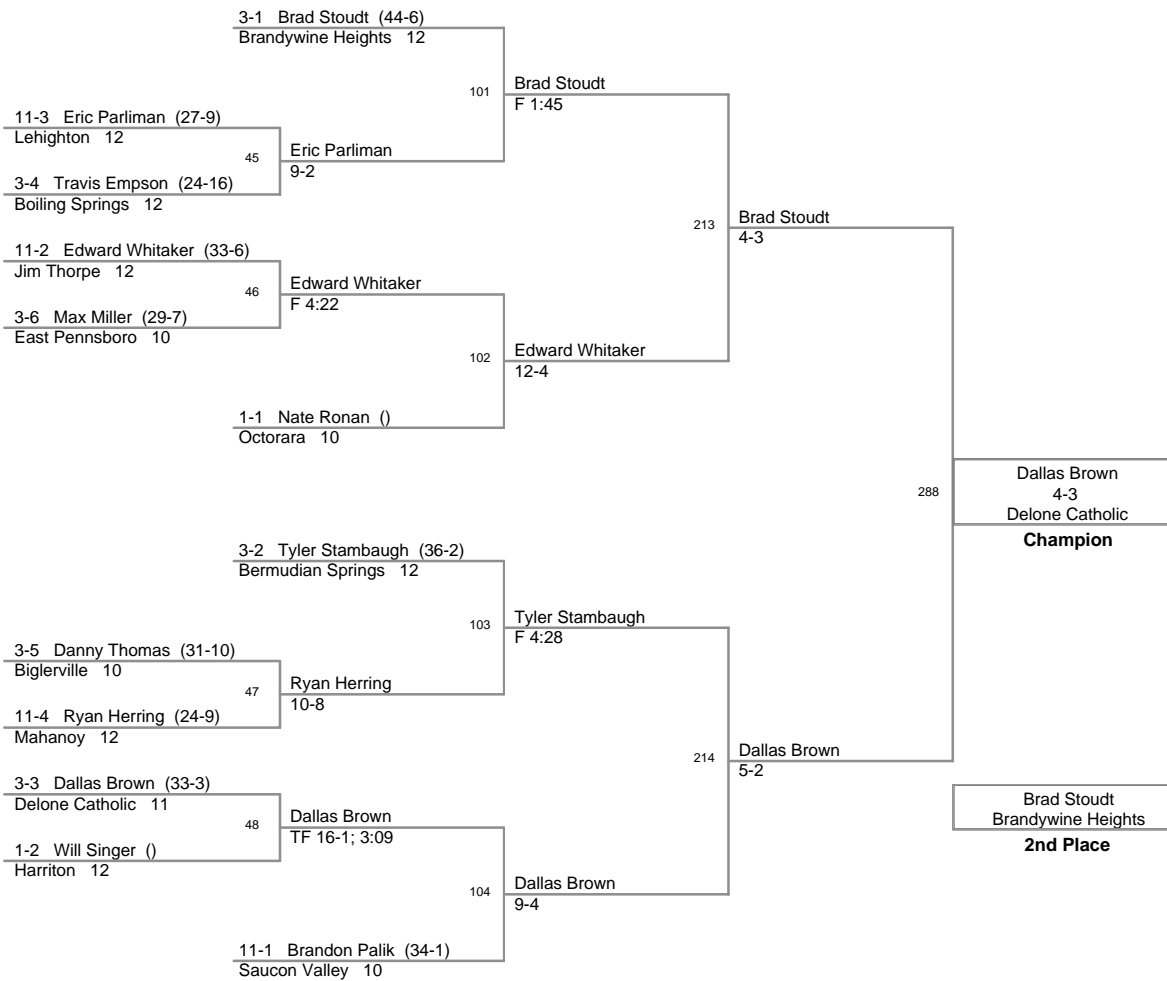 3-1 Brad Stoudt (44-6)
Brandywine Heights 12
101
Brad Stoudt
F 1:45
11-3 Eric Parliman (27-9)
Lehighton 12
45
Eric Parliman
9-2
3-4 Travis Empson (24-16)
Boiling Springs 12
213
Brad Stoudt
4-3
11-2 Edward Whitaker (33-6)
Jim Thorpe 12
46
Edward Whitaker
F 4:22
3-6 Max Miller (29-7)
East Pennsboro 10
102
Edward Whitaker
12-4
1-1 Nate Ronan ()
Octorara 10
288
Dallas Brown
4-3
Delone Catholic
Champion
3-2 Tyler Stambaugh (36-2)
Bermudian Springs 12
103
Tyler Stambaugh
F 4:28
3-5 Danny Thomas (31-10)
Biglerville 10
47
Ryan Herring
10-8
11-4 Ryan Herring (24-9)
Mahanoy 12
214
Dallas Brown
5-2
3-3 Dallas Brown (33-3)
Delone Catholic 11
48
Dallas Brown
TF 16-1; 3:09
1-2 Will Singer ()
Harriton 12
Brad Stoudt
Brandywine Heights
2nd Place
104
Dallas Brown
9-4
11-1 Brandon Palik (34-1)
Saucon Valley 10